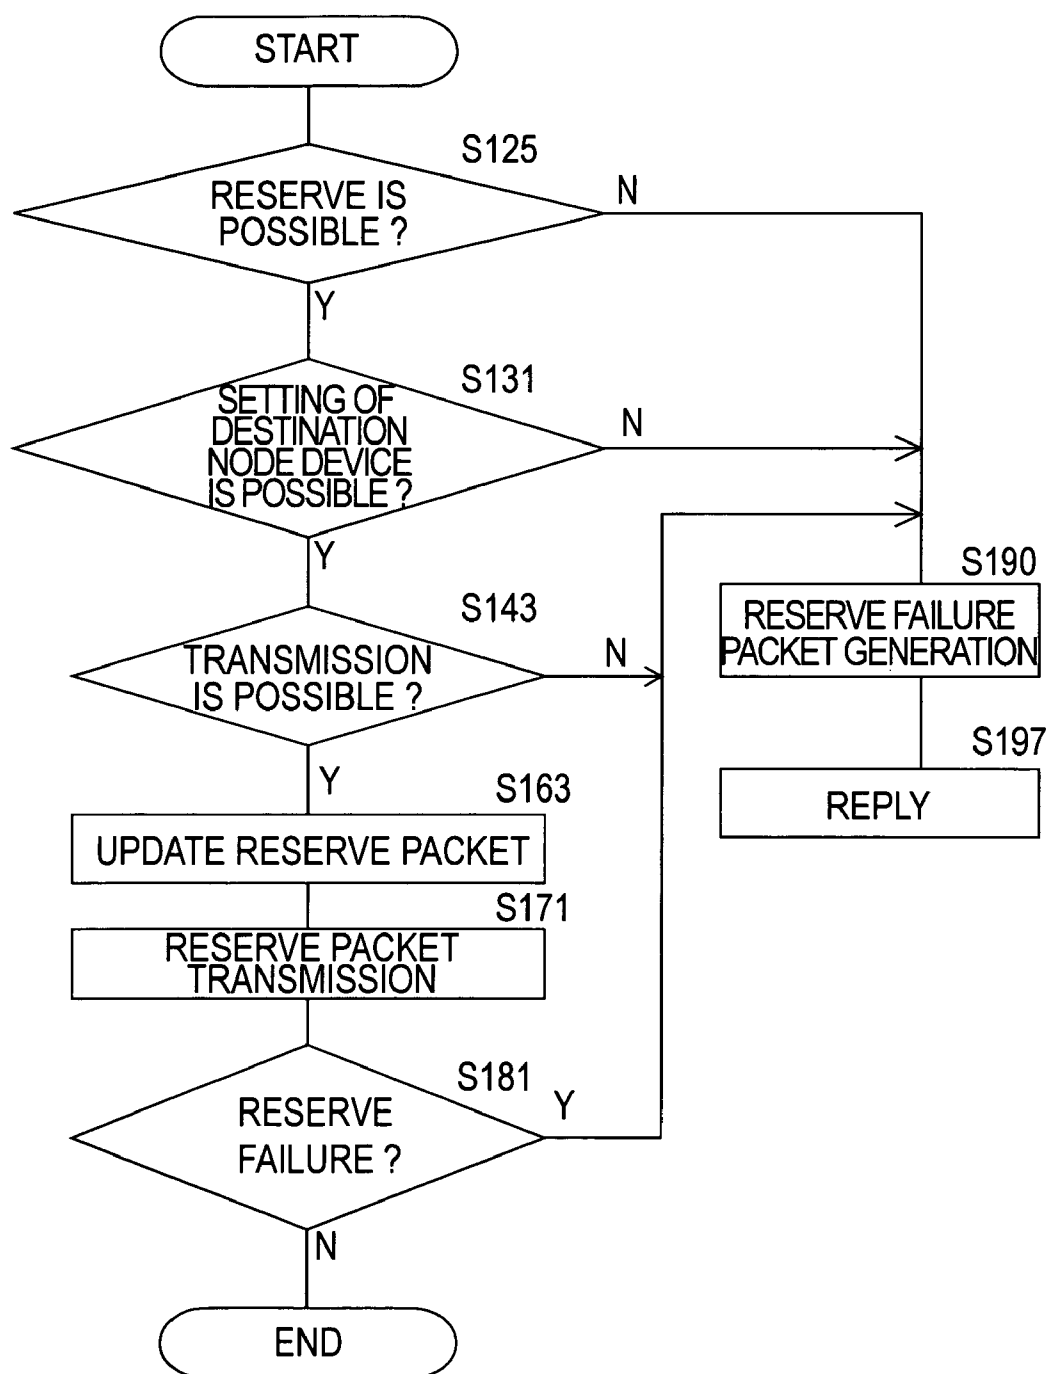 START
S125
RESERVE IS
POSSIBLE ?
N
Y
S131
SETTING OF
DESTINATION
NODE DEVICE
IS POSSIBLE ?
N
Y
S143
TRANSMISSION
IS POSSIBLE ?
N
Y
S190
RESERVE FAILURE
PACKET GENERATION
S197
REPLY
S163
UPDATE RESERVE PACKET
S171
RESERVE PACKET
TRANSMISSION
S181
RESERVE
FAILURE ?
Y
N
END